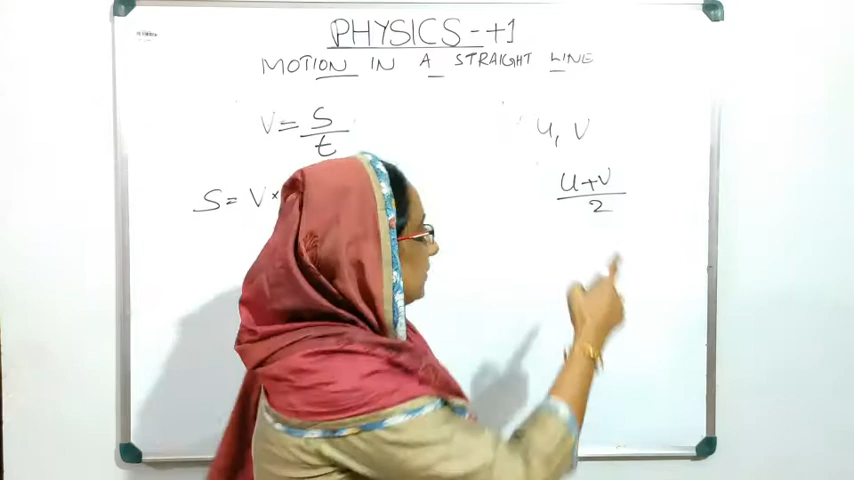 PHYSICS-+1
MOTION IN A STRAIGHT LINE
V = S/t
U, V
S = V ×
U+V/2